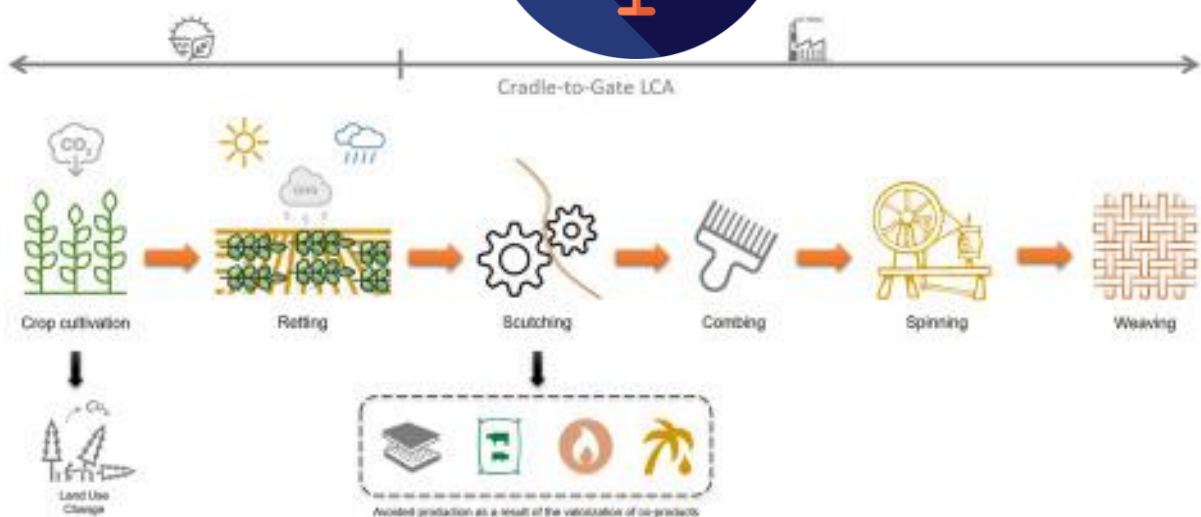 Cradle-to-Gate LCA
CO₂
Crop cultivation
Retting
Scutching
Combing
Spinning
Weaving
Co₂
Land Use
Change
Avoided production as a result of the valorization of co-products